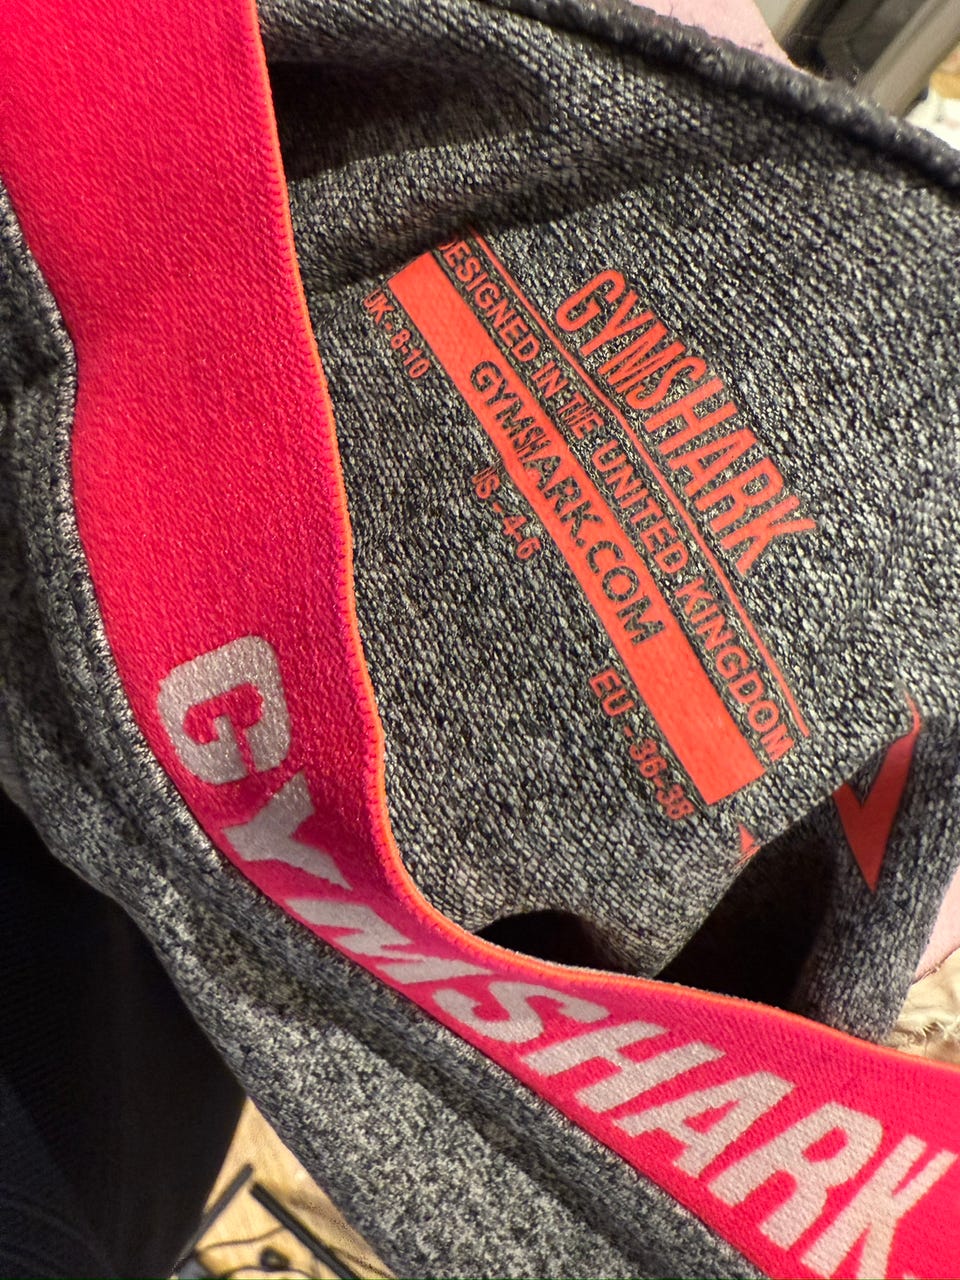 GYMSHARK
DESIGNED IN THE UNITED KINGDOM
GYMSHARK.COM
UK - 8-10
US - 4-6
EU - 36-38
GYMSHARK